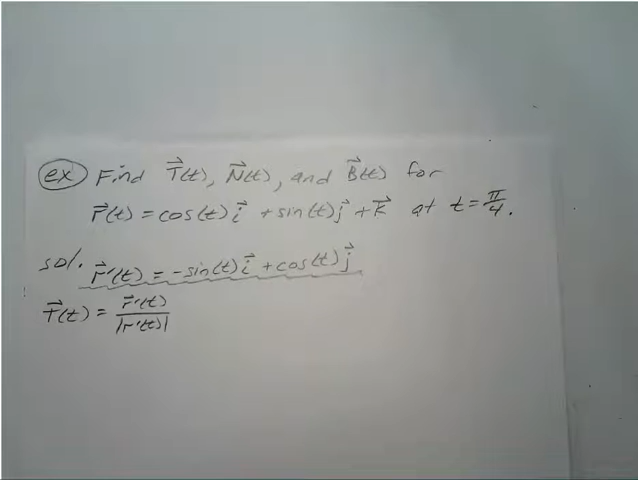 ex Find T⃗(t), N⃗(t), and B⃗(t) for
r⃗(t) = cos(t) i⃗ + sin(t) j⃗ + k⃗ at t = π/4.
sol. r⃗'(t) = -sin(t) i⃗ + cos(t) j⃗
T⃗(t) = r⃗'(t) / |r'(t)|